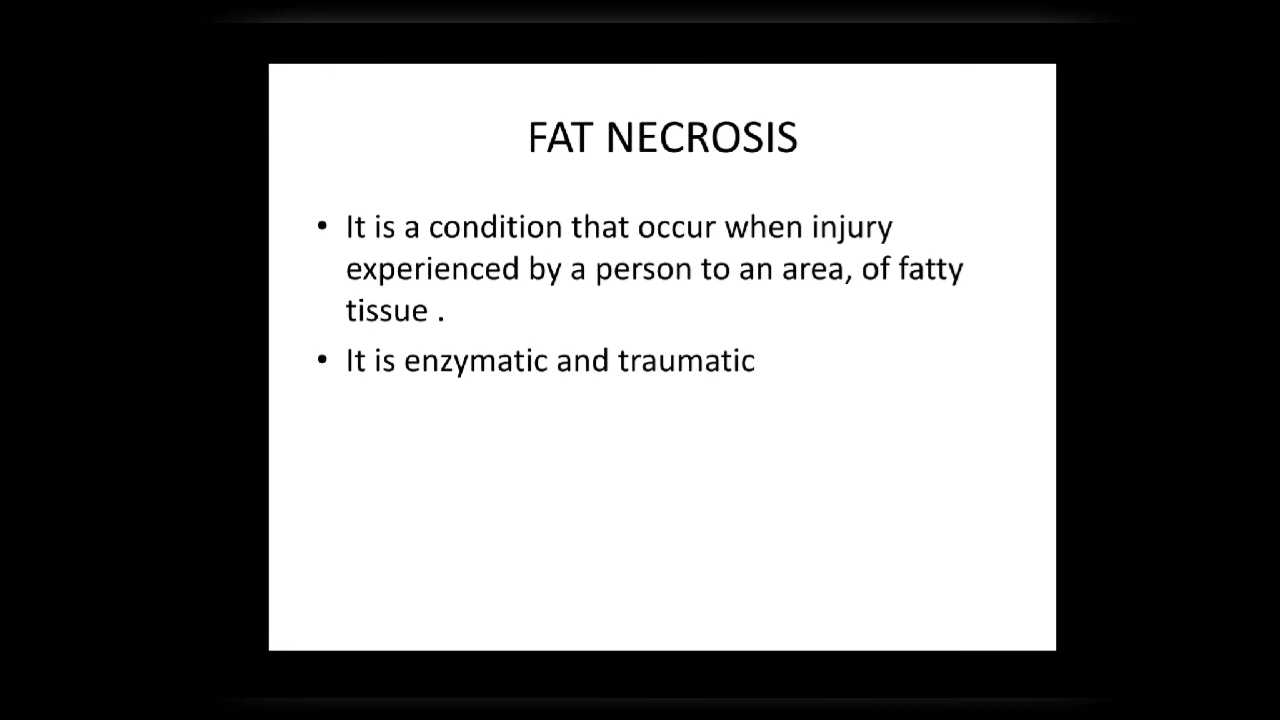 FAT NECROSIS
• It is a condition that occur when injury
experienced by a person to an area, of fatty
tissue .
• It is enzymatic and traumatic